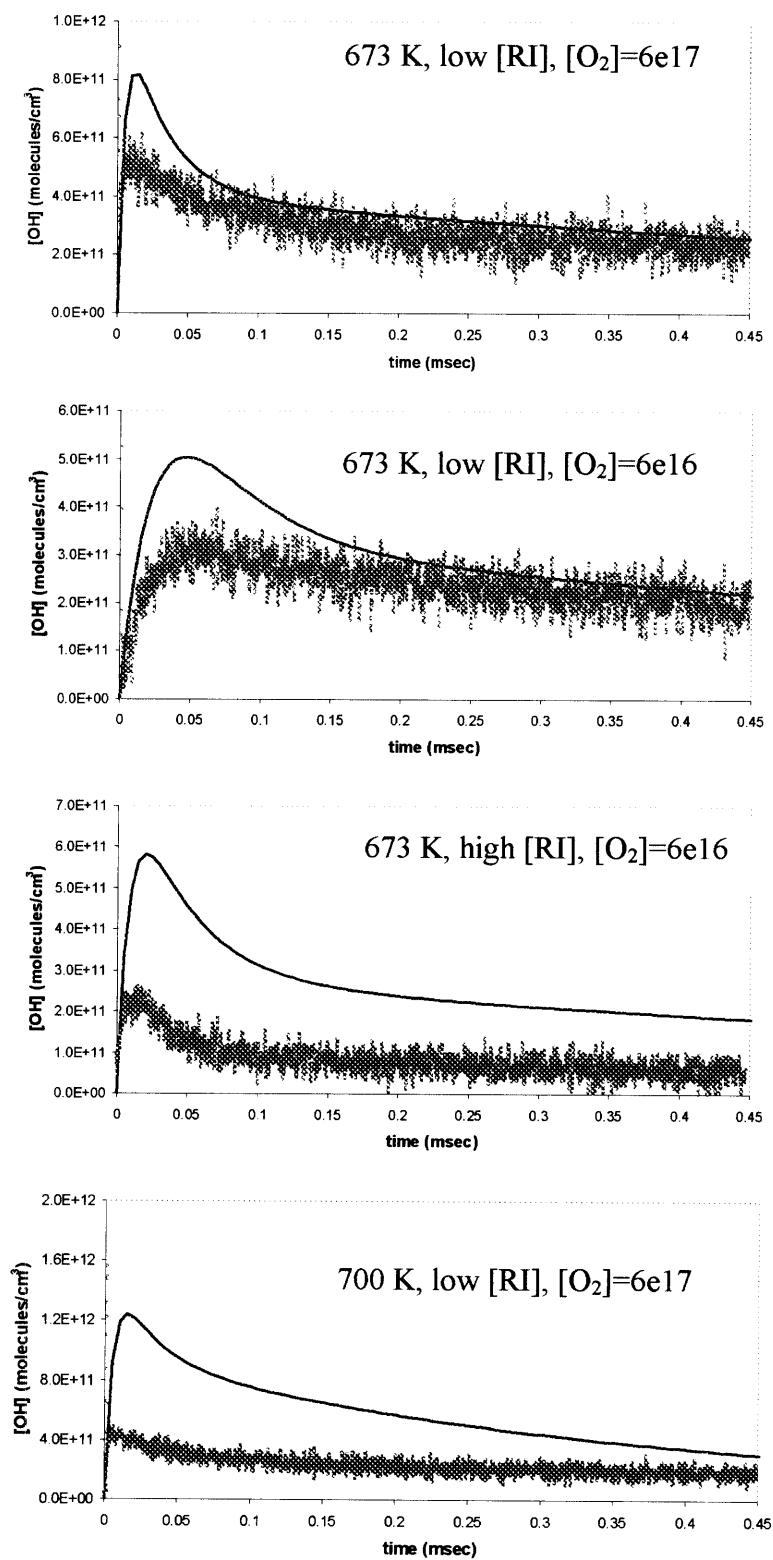 1.0E+12
8.0E+11
6.0E+11
4.0E+11
2.0E+11
0.0E+00
[OH] (molecules/cm³)
673 K, low [RI], [O₂]=6e17
0 0.05 0.1 0.15 0.2 0.25 0.3 0.35 0.4 0.45
time (msec)
6.0E+11
5.0E+11
4.0E+11
3.0E+11
2.0E+11
1.0E+11
0.0E+00
[OH] (molecules/cm³)
673 K, low [RI], [O₂]=6e16
0 0.05 0.1 0.15 0.2 0.25 0.3 0.35 0.4 0.45
time (msec)
7.0E+11
6.0E+11
5.0E+11
4.0E+11
3.0E+11
2.0E+11
1.0E+11
0.0E+00
[OH] (molecules/cm³)
673 K, high [RI], [O₂]=6e16
0 0.05 0.1 0.15 0.2 0.25 0.3 0.35 0.4 0.45
time (msec)
2.0E+12
1.6E+12
1.2E+12
8.0E+11
4.0E+11
0.0E+00
[OH] (molecules/cm³)
700 K, low [RI], [O₂]=6e17
0 0.05 0.1 0.15 0.2 0.25 0.3 0.35 0.4 0.45
time (msec)